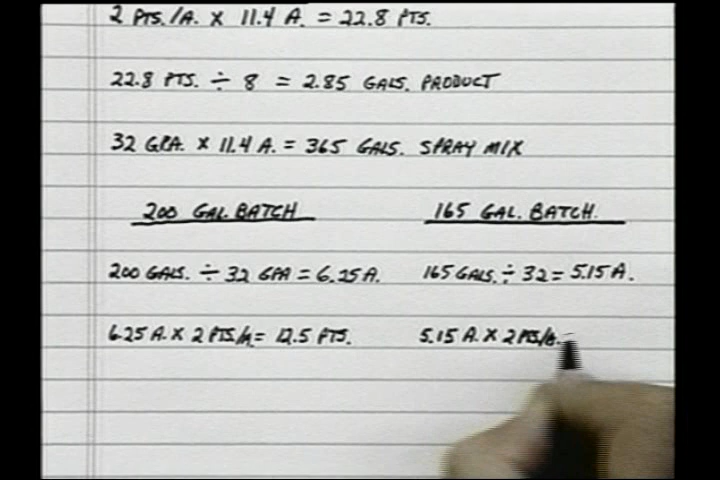 2 PTS./A. X 11.4 A. = 22.8 PTS.
22.8 PTS. ÷ 8 = 2.85 GALS. PRODUCT
32 GPA. X 11.4 A. = 365 GALS. SPRAY MIX
200 GAL. BATCH
165 GAL. BATCH.
200 GALS. ÷ 32 GPA = 6.25 A.
165 GALS. ÷ 32 = 5.15 A.
6.25 A. X 2 PTS/A. = 12.5 PTS.
5.15 A. X 2 PTS/A.